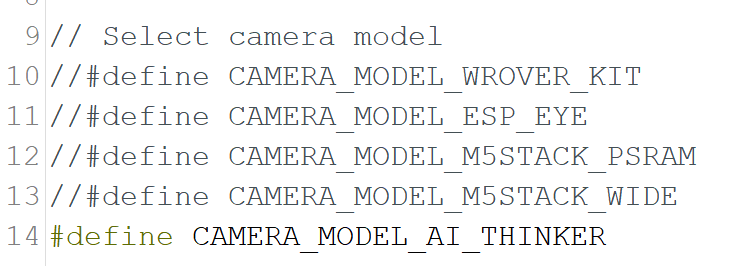 9 // Select camera model
10 //#define CAMERA_MODEL_WROVER_KIT
11 //#define CAMERA_MODEL_ESP_EYE
12 //#define CAMERA_MODEL_M5STACK_PSRAM
13 //#define CAMERA_MODEL_M5STACK_WIDE
14 #define CAMERA_MODEL_AI_THINKER